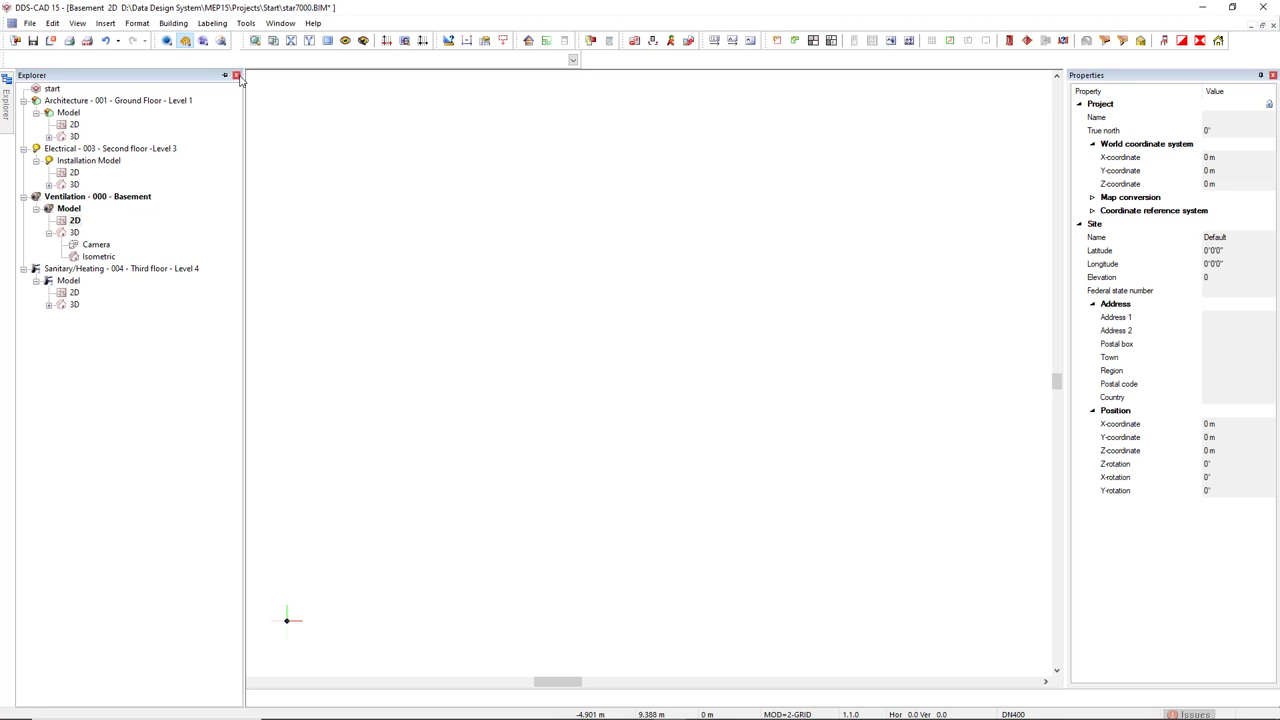 DDS-CAD 15 - [Basement 2D D:\Data Design System\MEP15\Projects\Start\star7000.BIM* ]
File Edit View Insert Format Building Labeling Tools Window Help
Explorer
Explorer
start
Architecture - 001 - Ground Floor - Level 1
Model
2D
3D
Electrical - 003 - Second floor -Level 3
Installation Model
2D
3D
Ventilation - 000 - Basement
Model
2D
3D
Camera
Isometric
Sanitary/Heating - 004 - Third floor - Level 4
Model
2D
3D
Properties
Property Value
Project
Name
True north 0°
World coordinate system
X-coordinate 0 m
Y-coordinate 0 m
Z-coordinate 0 m
Map conversion
Coordinate reference system
Site
Name Default
Latitude 0°0'0"
Longitude 0°0'0"
Elevation 0
Federal state number
Address
Address 1
Address 2
Postal box
Town
Region
Postal code
Country
Position
X-coordinate 0 m
Y-coordinate 0 m
Z-coordinate 0 m
Z-rotation 0°
X-rotation 0°
Y-rotation 0°
-4.901 m 9.388 m 0 m MOD=2-GRID 1.1.0 Hor 0.0 Ver 0.0 DN400 Issues